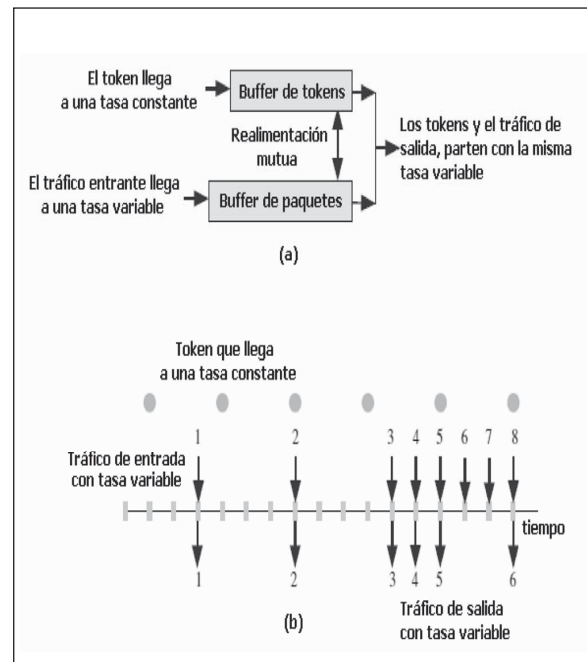 El token llega
a una tasa constante
Buffer de tokens
Realimentación
mutua
Los tokens y el tráfico de
salida, parten con la misma
tasa variable
El tráfico entrante llega
a una tasa variable
Buffer de paquetes
(a)
Token que llega
a una tasa constante
1 2 3 4 5 6 7 8
Tráfico de entrada
con tasa variable
tiempo
1 2 3 4 5 6
Tráfico de salida
con tasa variable
(b)